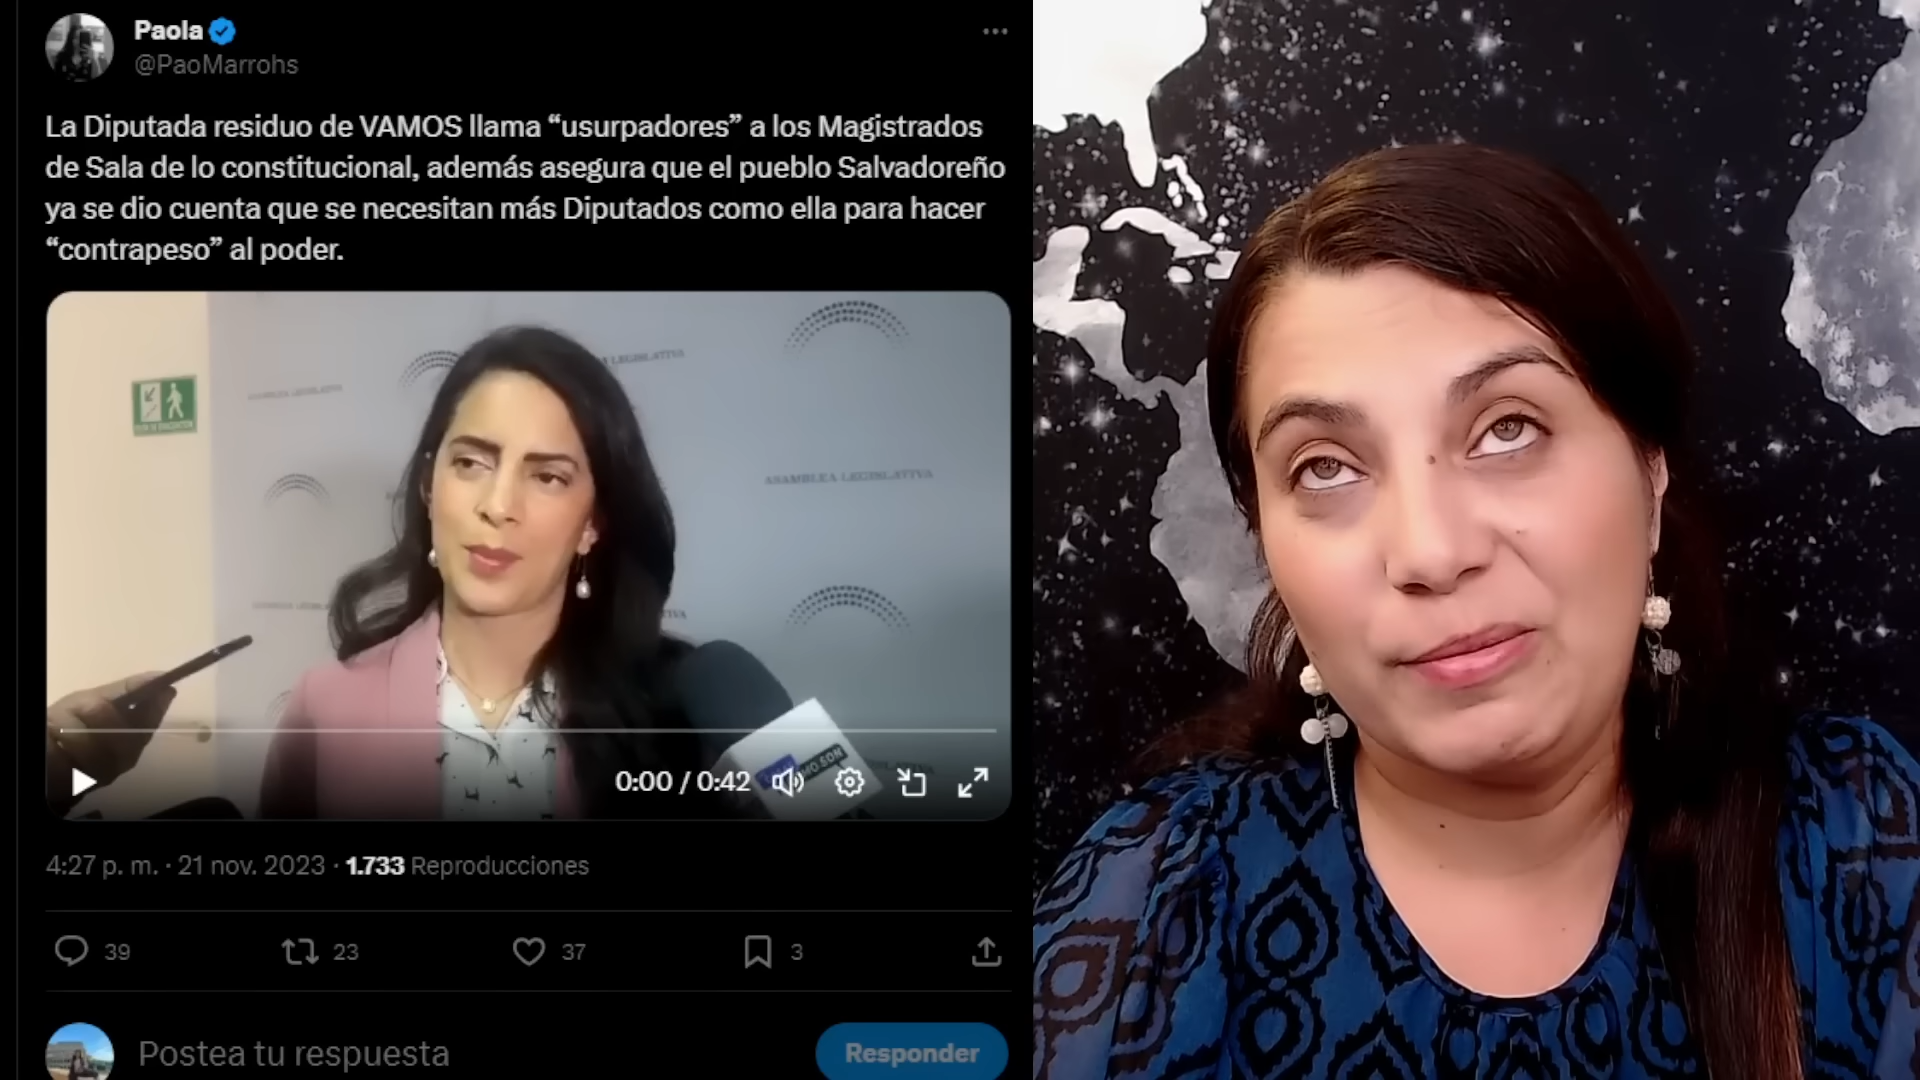 Paola
@PaoMarrohs
La Diputada residuo de VAMOS llama “usurpadores” a los Magistrados
de Sala de lo constitucional, además asegura que el pueblo Salvadoreño
ya se dio cuenta que se necesitan más Diputados como ella para hacer
“contrapeso” al poder.
ASAMBLEA LEGISLATIVA
0:00 / 0:42
4:27 p. m. · 21 nov. 2023 · 1.733 Reproducciones
39 23 37 3
Postea tu respuesta
Responder